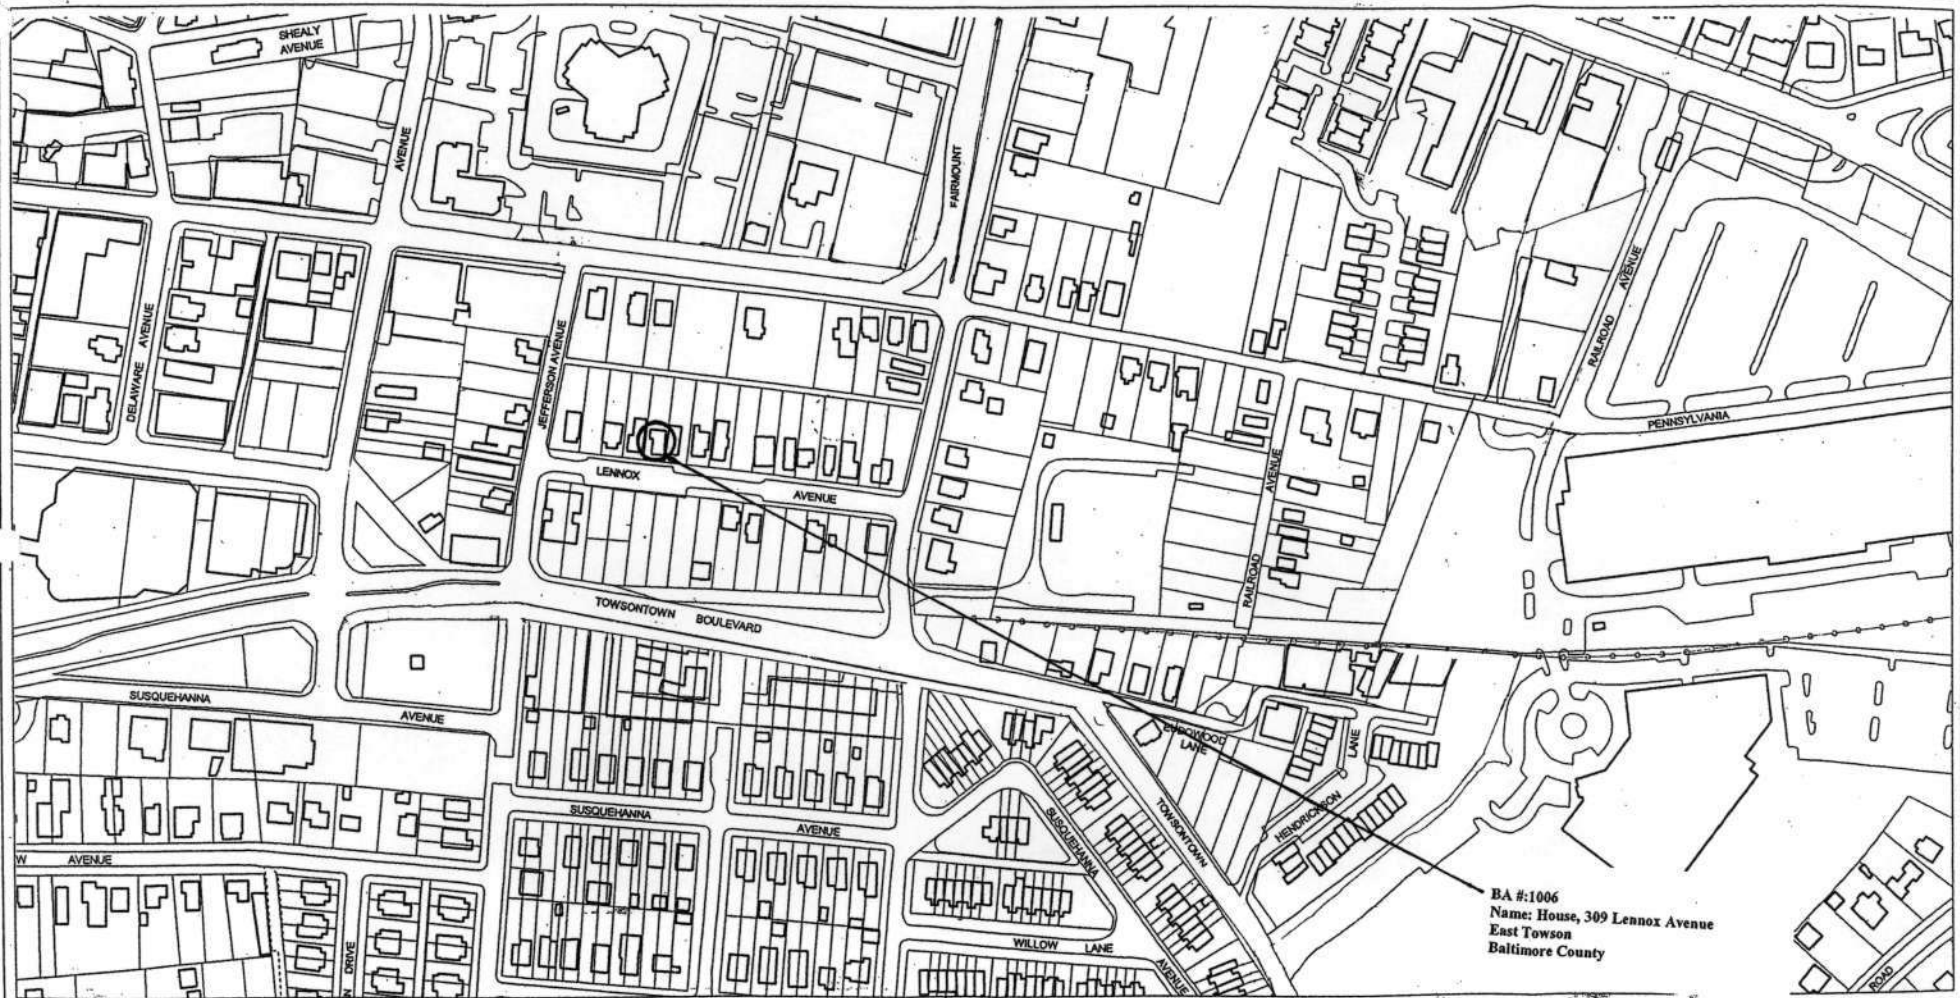 SHEALY
AVENUE
AVENUE
FAIRMOUNT
DELAWARE AVENUE
JEFFERSON AVENUE
RAILROAD AVENUE
PENNSYLVANIA
LENNOX AVENUE
RAILROAD AVENUE
TOWSONTOWN BOULEVARD
SUSQUEHANNA AVENUE
LANE
LANE
SUSQUEHANNA AVENUE
SUSQUEHANNA
AVENUE
TOWSONTOWN
HENDRICKSON
W AVENUE
DRIVE
WILLOW LANE
ROAD
BA #:1006
Name: House, 309 Lennox Avenue
East Towson
Baltimore County